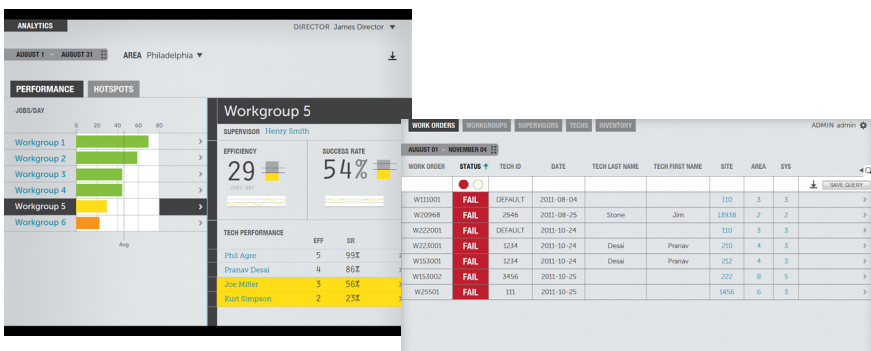 ANALYTICS
DIRECTOR James Director
AUGUST 1 - AUGUST 31 AREA Philadelphia
PERFORMANCE HOTSPOTS
JOBS/DAY
0 20 40 60 80
Workgroup 1
Workgroup 2
Workgroup 3
Workgroup 4
Workgroup 5
Workgroup 6
Avg
Workgroup 5
SUPERVISOR Henry Smith
EFFICIENCY SUCCESS RATE
29 54%
JOBS/DAY
TECH PERFORMANCE EFF SR
Phil Agre 5 99%
Pranav Desai 4 86%
Joe Miller 3 56%
Kurt Simpson 2 23%
WORK ORDERS WORKGROUPS SUPERVISORS TECHS INVENTORY ADMIN admin
AUGUST 01 - NOVEMBER 04
WORK ORDER STATUS TECH ID DATE TECH LAST NAME TECH FIRST NAME SITE AREA SYS
SAVE QUERY
W111001 FAIL DEFAULT 2011-08-04 110 3 3
W20968 FAIL 2546 2011-08-25 Stone Jim 13938 2 2
W222001 FAIL DEFAULT 2011-10-24 110 3 3
W223001 FAIL 1234 2011-10-24 Desai Pranav 210 4 3
W153001 FAIL 1234 2011-10-24 Desai Pranav 212 4 3
W153002 FAIL 3456 2011-10-25 222 8 5
W25501 FAIL 111 2011-10-25 1456 6 3